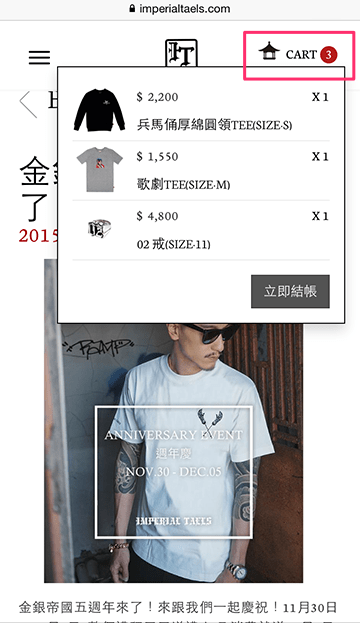 imperialtaels.com
IT
CART 3
$ 2,200 X 1
兵馬俑厚綿圓領TEE(SIZE-S)
$ 1,550 X 1
歌劇TEE(SIZE-M)
$ 4,800 X 1
02 戒(SIZE-11)
立即結帳
金銀
了
2015
ANNIVERSARY EVENT
週年慶
NOV.30 - DEC.05
IMPERIAL TAELS
金銀帝國五週年來了！來跟我們一起慶祝！11月30日